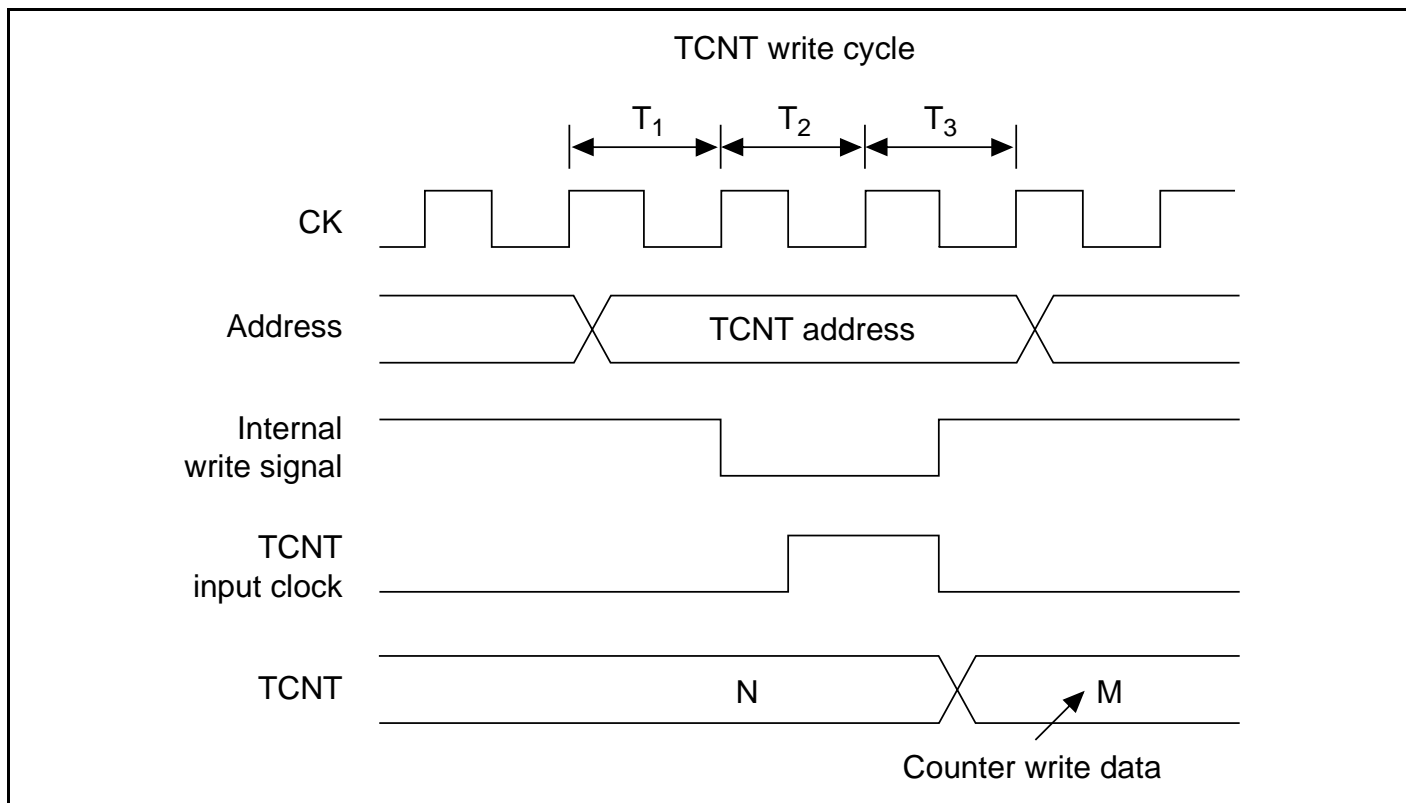 TCNT write cycle
T1 T2 T3
CK
Address
TCNT address
Internal
write signal
TCNT
input clock
TCNT
N
M
Counter write data